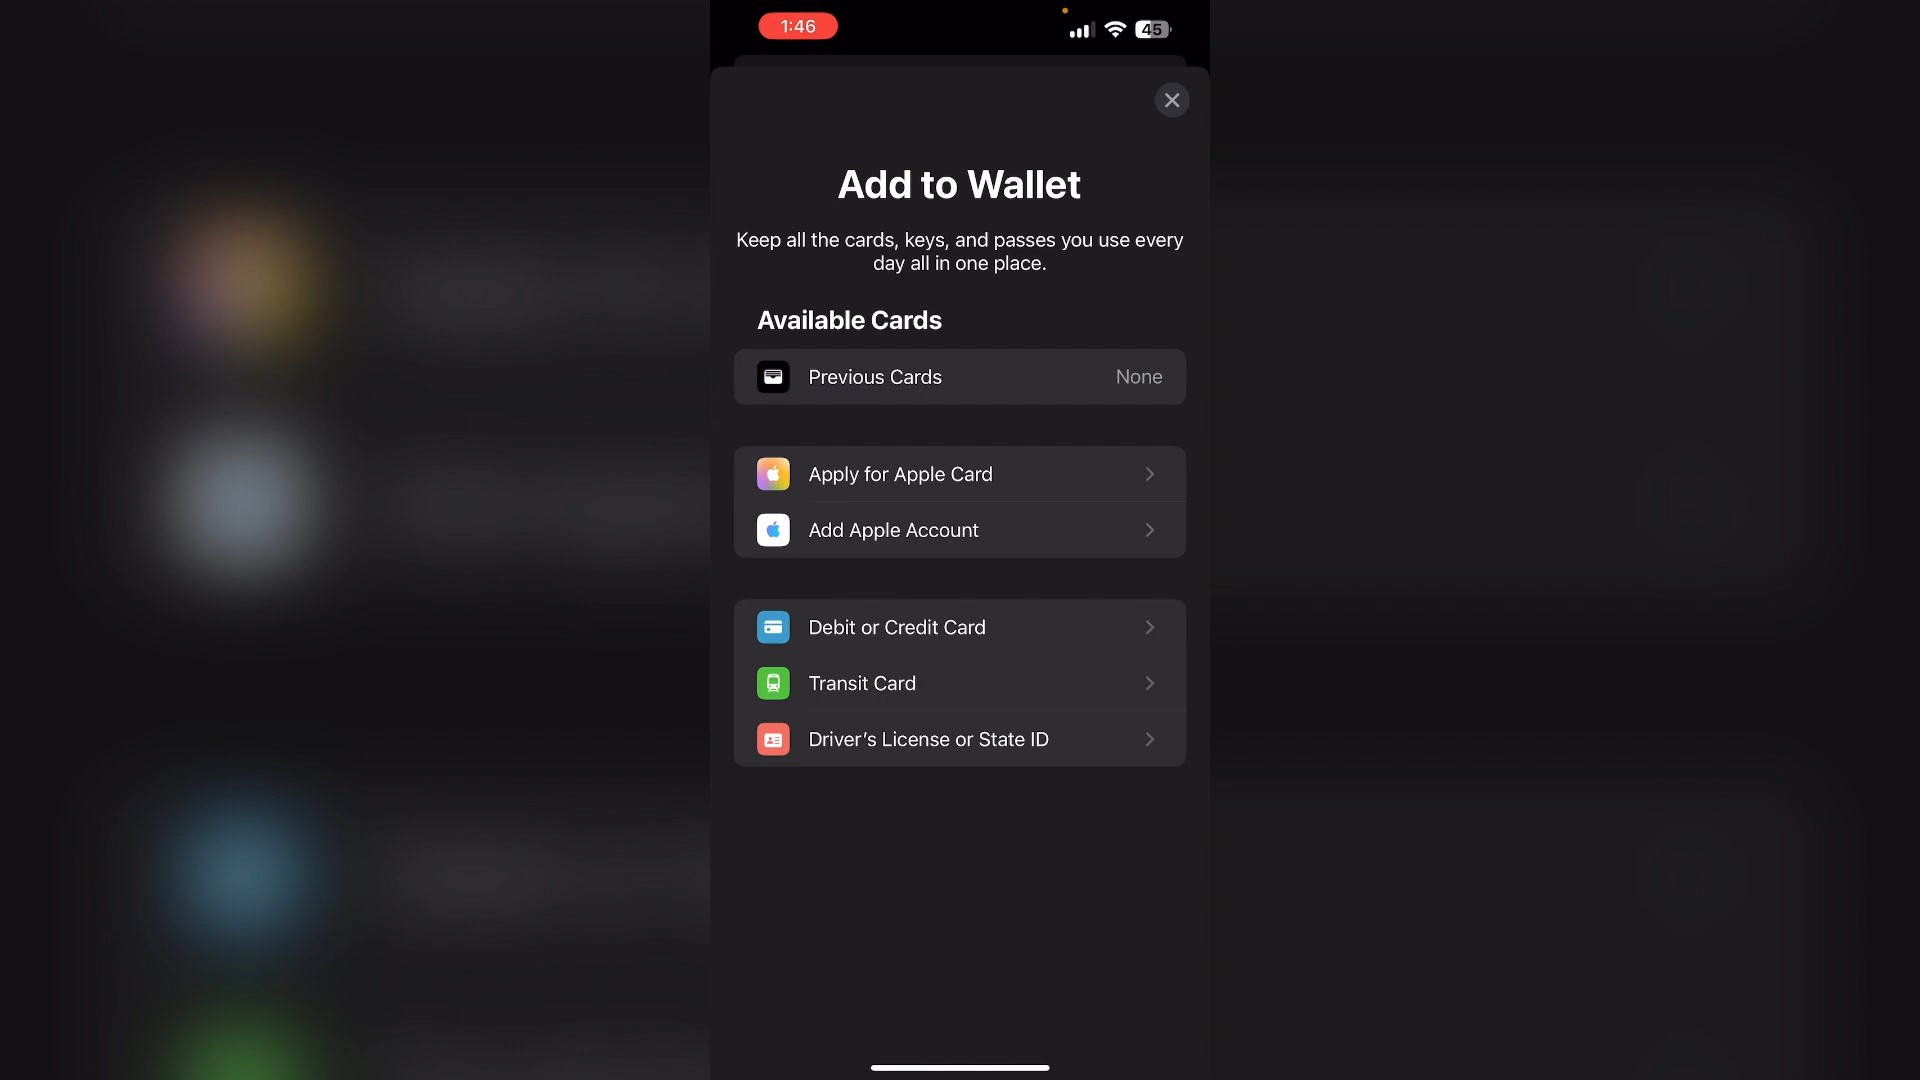 1:46
45
Add to Wallet
Keep all the cards, keys, and passes you use every
day all in one place.
Available Cards
Previous Cards None
Apply for Apple Card
Add Apple Account
Debit or Credit Card
Transit Card
Driver's License or State ID